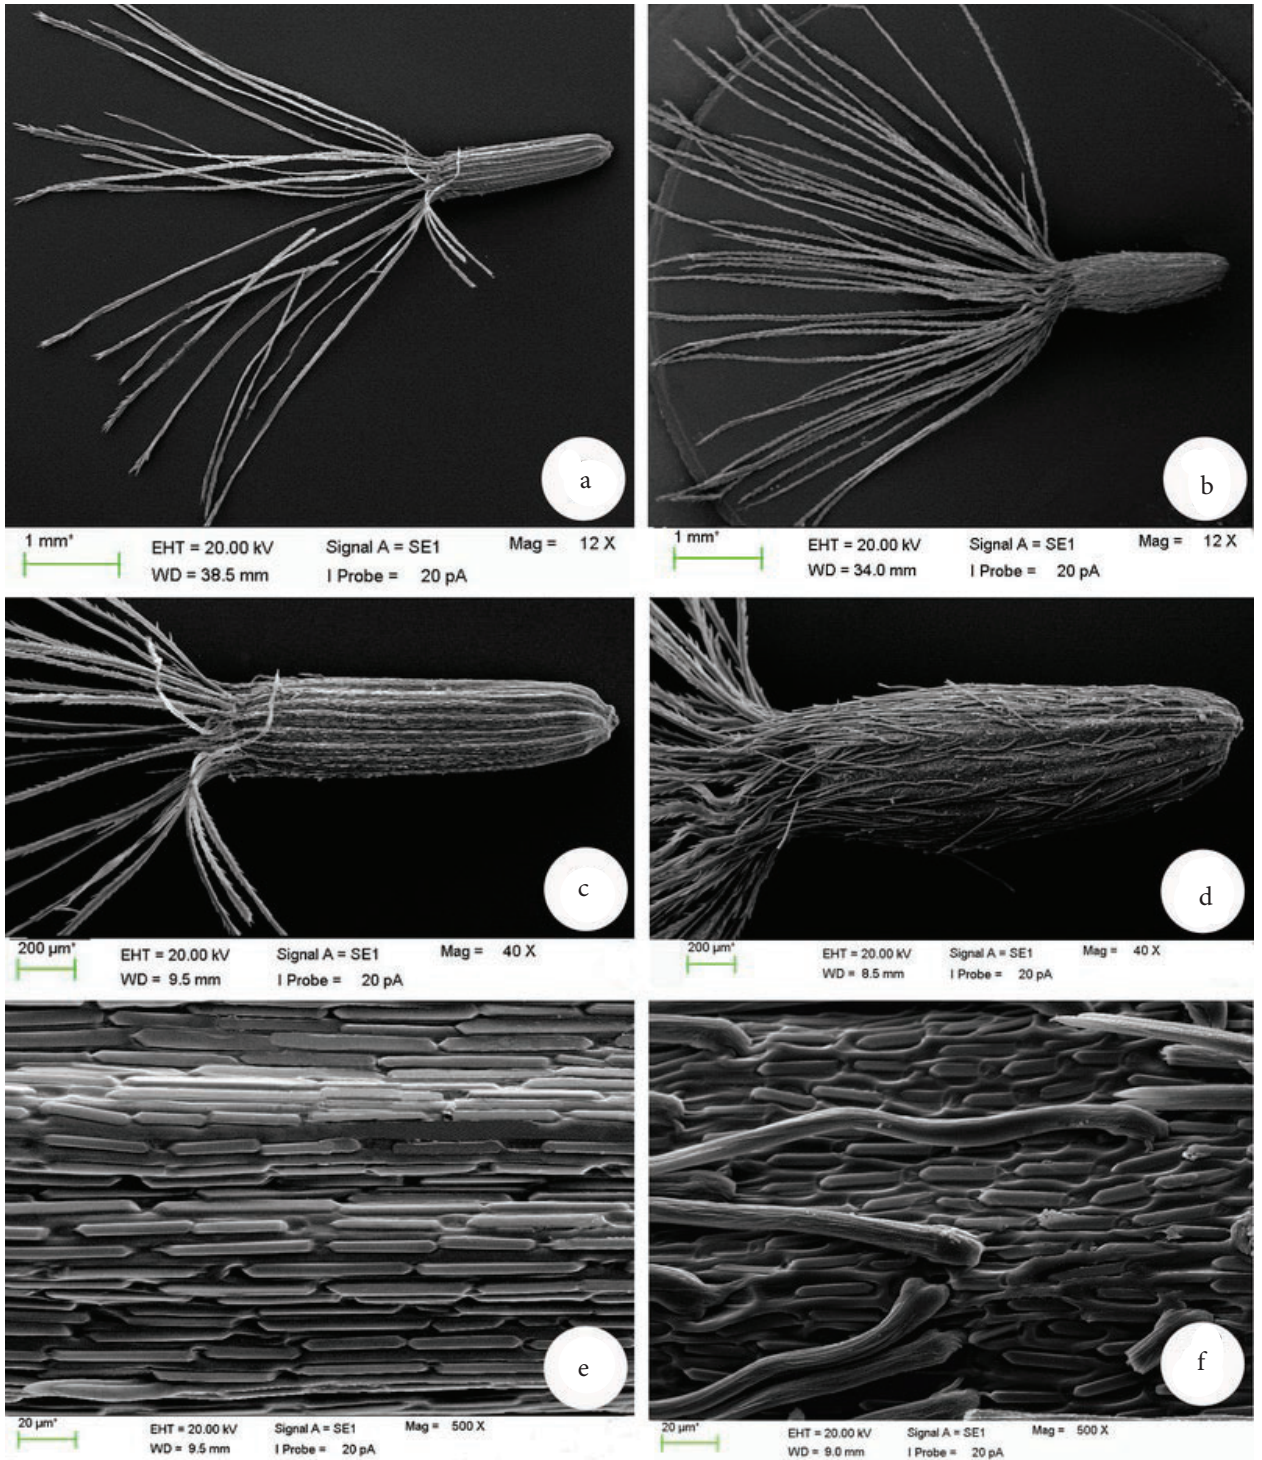 a
b
1 mm*
EHT = 20.00 kV
Signal A = SE1
Mag = 12 X
WD = 38.5 mm
I Probe = 20 pA
1 mm*
EHT = 20.00 kV
Signal A = SE1
Mag = 12 X
WD = 34.0 mm
I Probe = 20 pA
c
d
200 µm*
EHT = 20.00 kV
Signal A = SE1
Mag = 40 X
WD = 9.5 mm
I Probe = 20 pA
200 µm*
EHT = 20.00 kV
Signal A = SE1
Mag = 40 X
WD = 8.5 mm
I Probe = 20 pA
e
f
20 µm*
EHT = 20.00 kV
Signal A = SE1
Mag = 500 X
WD = 9.5 mm
I Probe = 20 pA
20 µm*
EHT = 20.00 kV
Signal A = SE1
Mag = 500 X
WD = 9.0 mm
I Probe = 20 pA